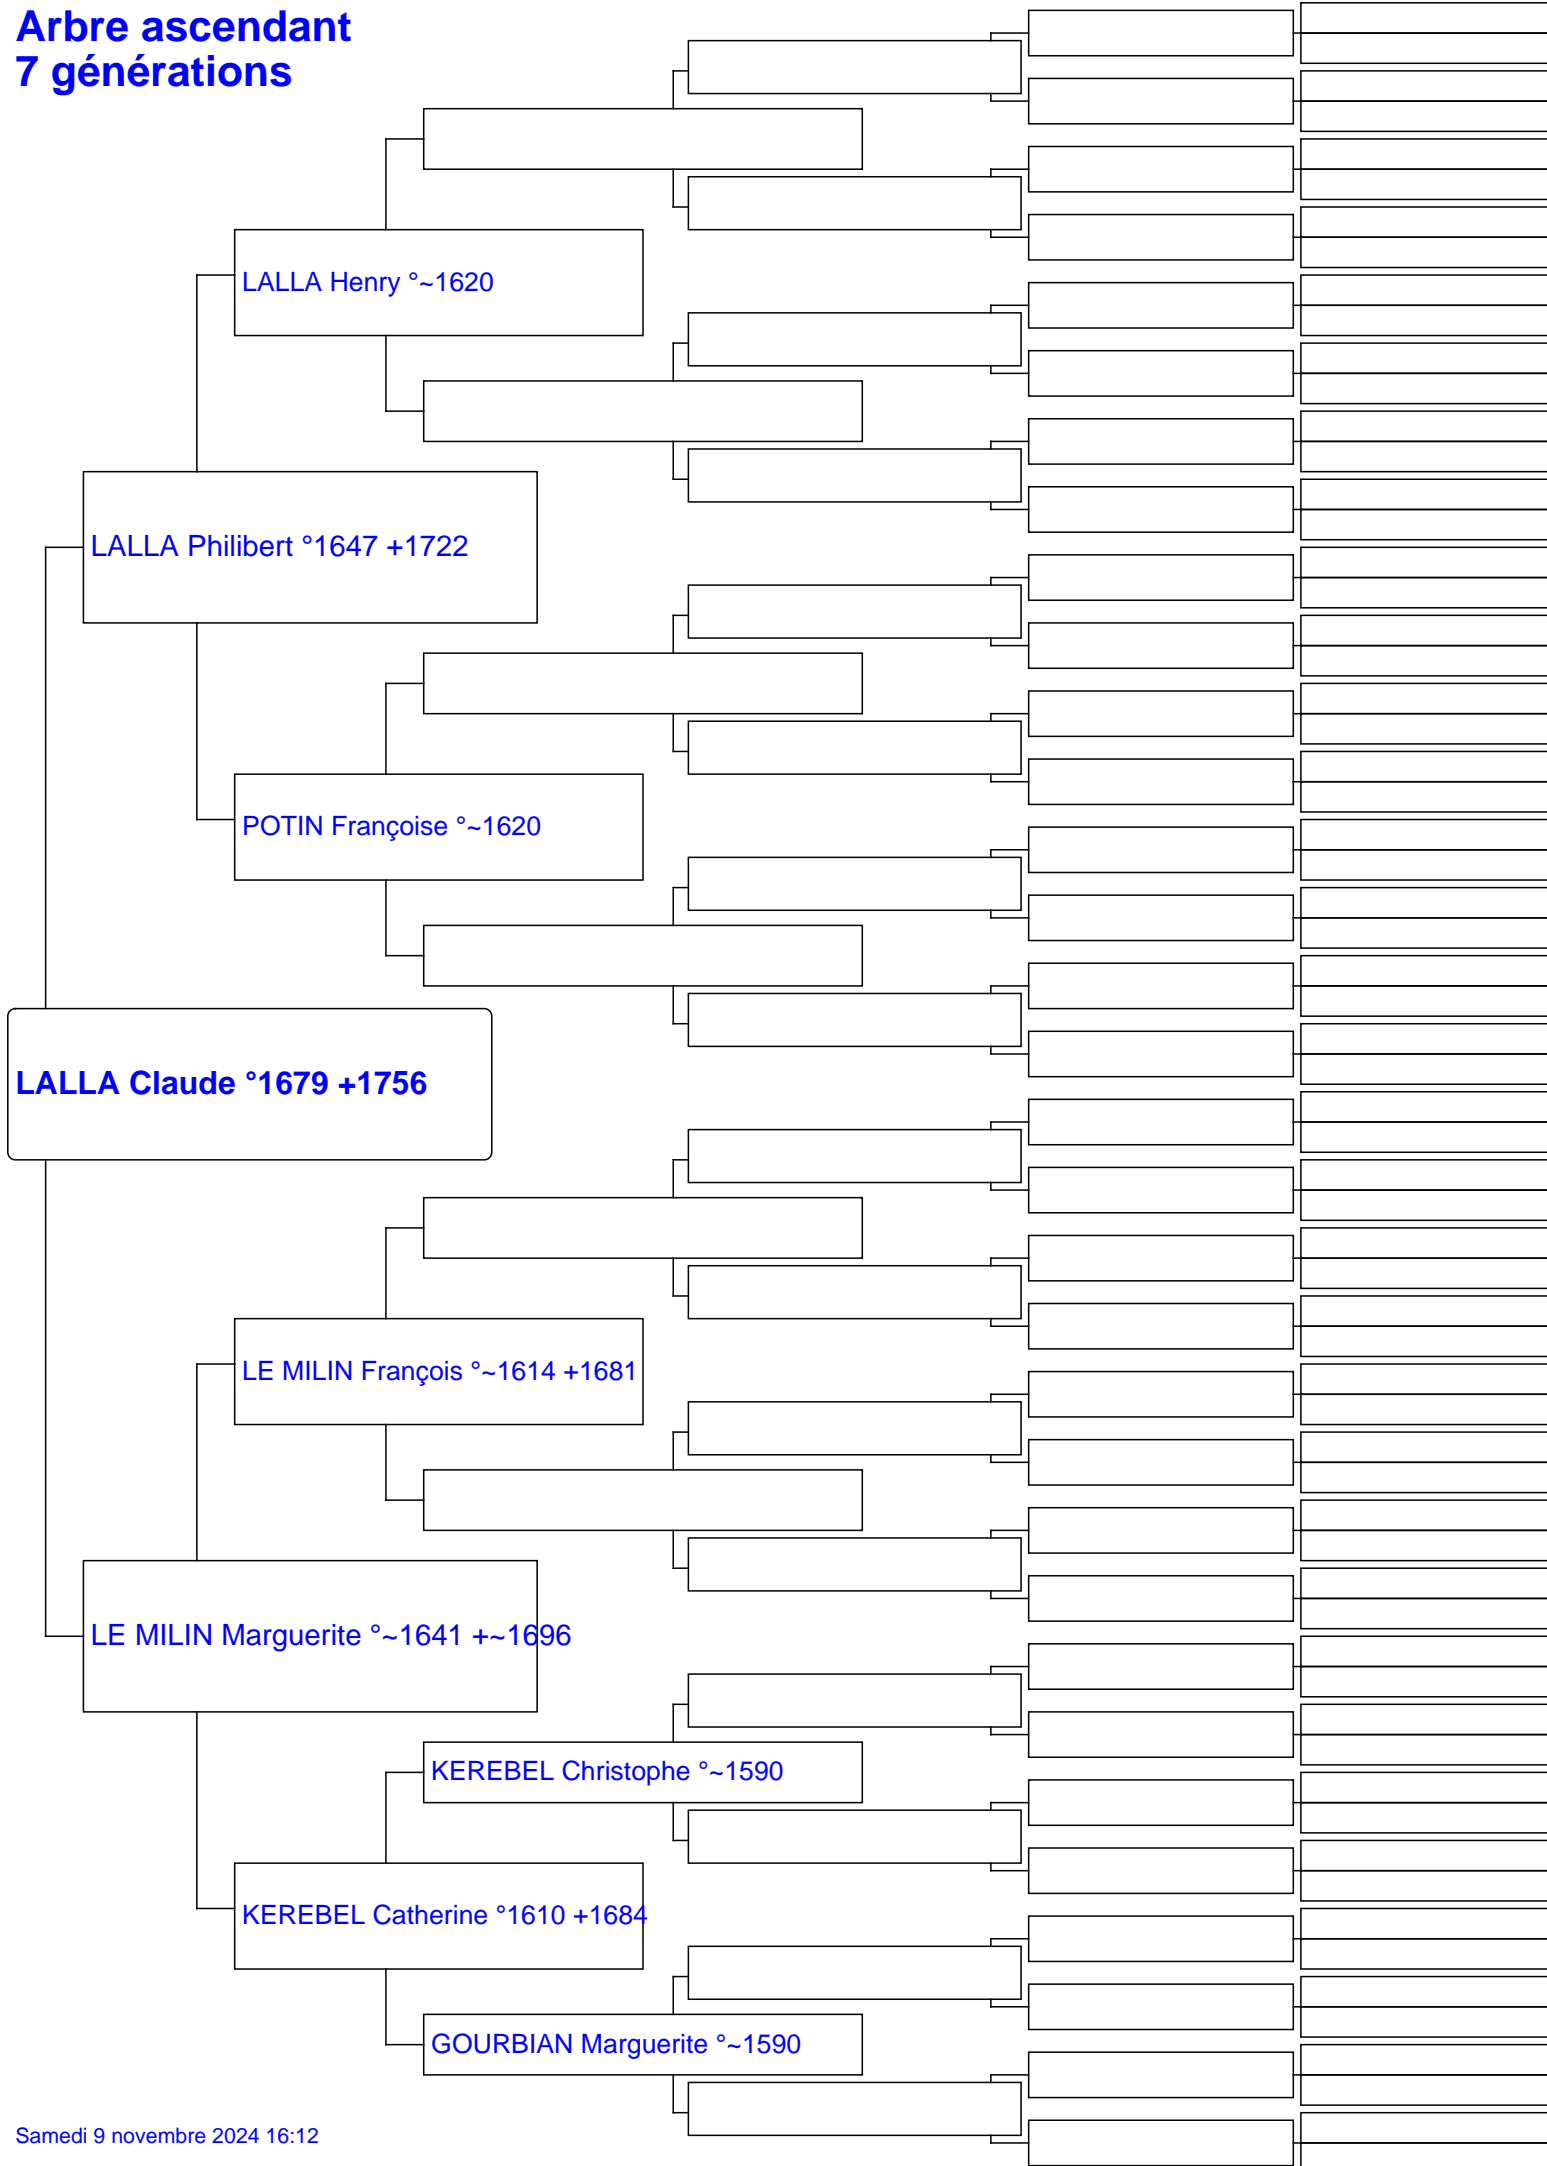 Arbre ascendant
7 générations
LALLA Henry °~1620
LALLA Philibert °1647 +1722
POTIN Françoise °~1620
LALLA Claude °1679 +1756
LE MILIN François °~1614 +1681
LE MILIN Marguerite °~1641 +~1696
KEREBEL Christophe °~1590
KEREBEL Catherine °1610 +1684
GOURBIAN Marguerite °~1590
Samedi 9 novembre 2024 16:12